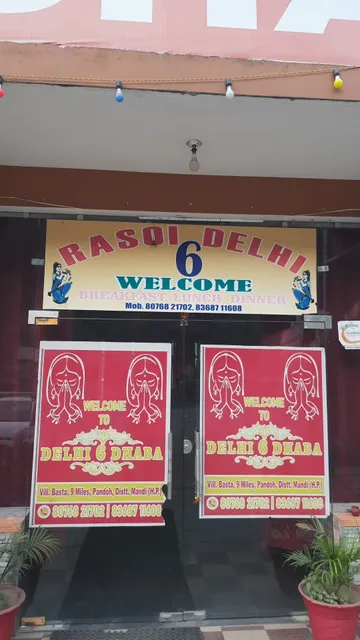 RASOI DELHI
6
WELCOME
BREAKFAST LUNCH DINNER
Mob. 80768 21702, 83687 11608
WELCOME
TO
DELHI 6 DHABA
Vill. Basta, 9 Miles, Pandoh, Distt. Mandi (H.P.)
80768 21702 | 83687 11608
WELCOME
TO
DELHI 6 DHABA
Vill. Basta, 9 Miles, Pandoh, Distt. Mandi (H.P.)
80768 21702 | 83687 11608